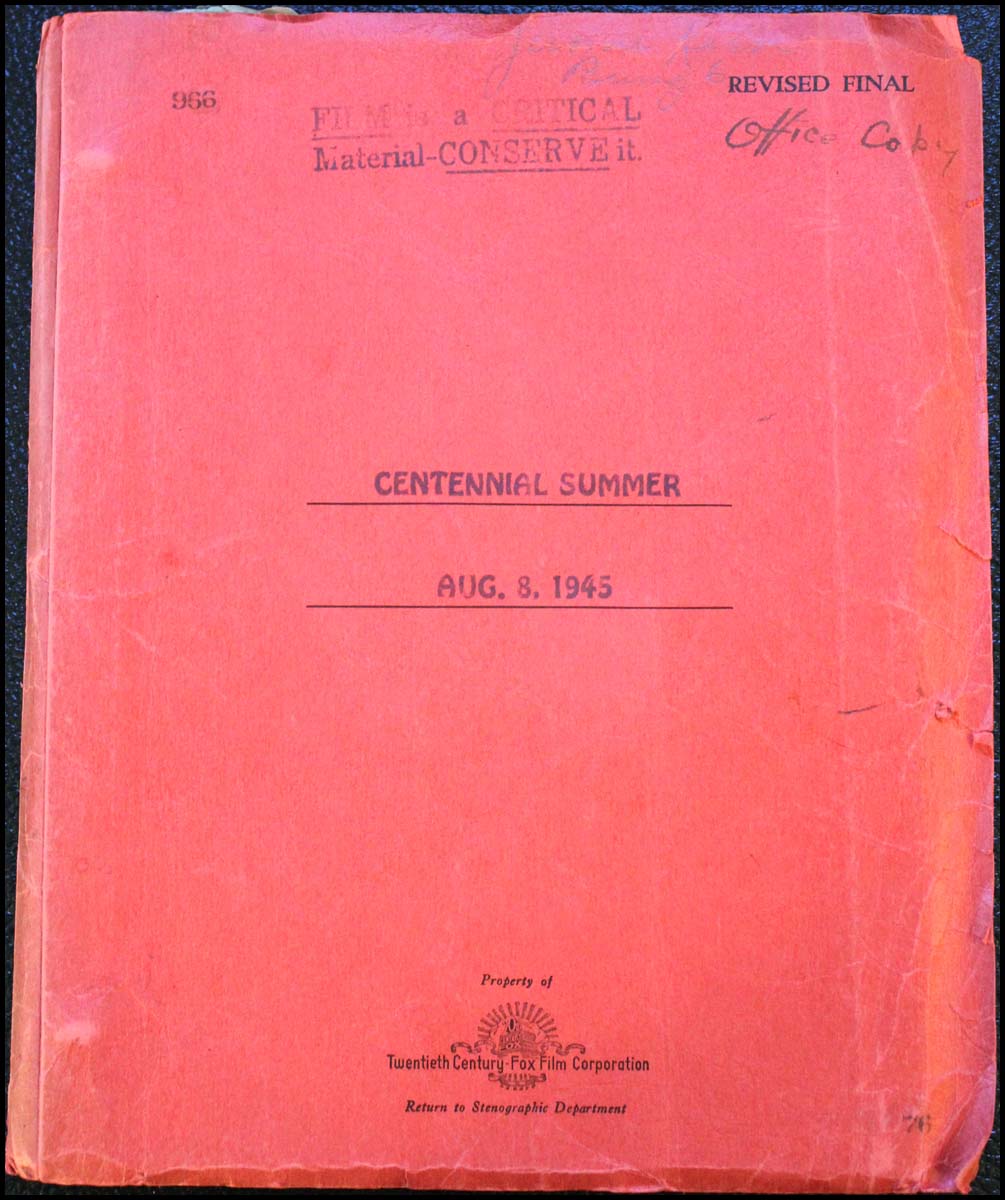 966
REVISED FINAL
Office Copy
FILM is a CRITICAL
Material-CONSERVE it.
CENTENNIAL SUMMER
AUG. 8, 1945
Property of
Twentieth Century-Fox Film Corporation
Return to Stenographic Department
76